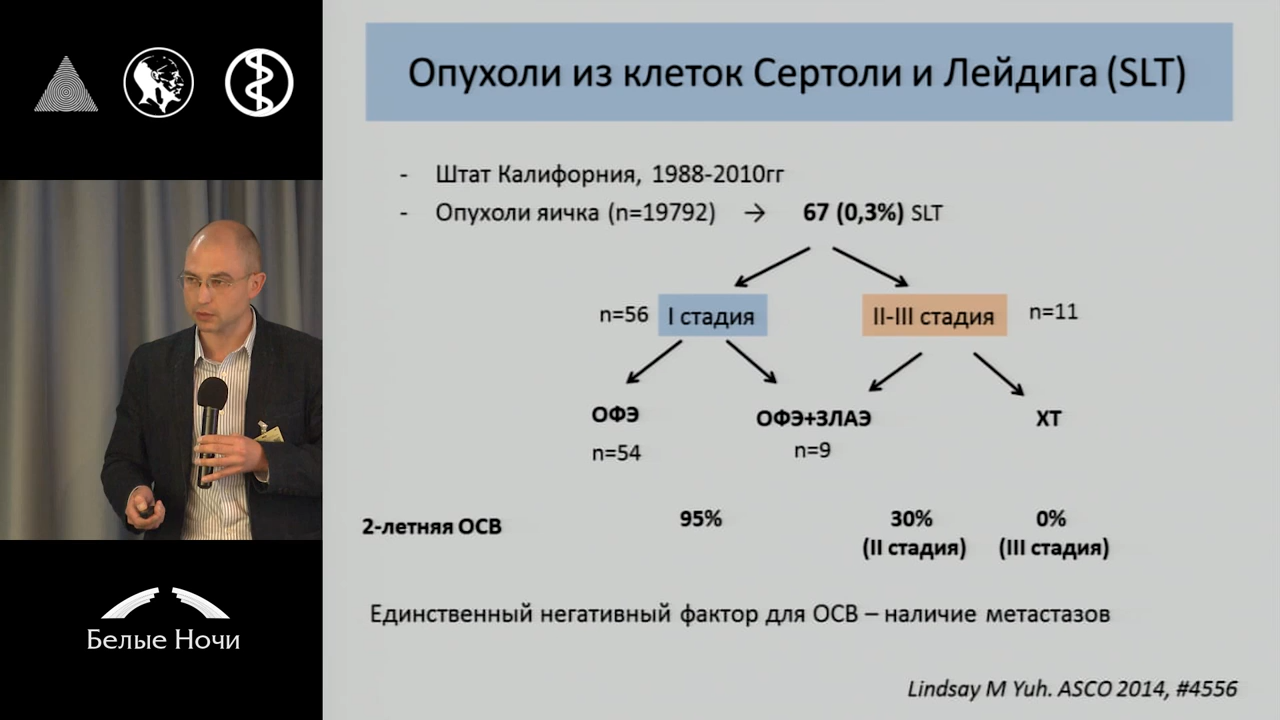 Опухоли из клеток Сертоли и Лейдига (SLT)
- Штат Калифорния, 1988-2010гг
- Опухоли яичка (n=19792) → 67 (0,3%) SLT
n=56 I стадия II-III стадия n=11
ОФЭ ОФЭ+ЗЛАЭ ХТ
n=54 n=9
2-летняя ОСВ 95% 30% 0%
(II стадия) (III стадия)
Единственный негативный фактор для ОСВ – наличие метастазов
Lindsay M Yuh. ASCO 2014, #4556
Белые Ночи